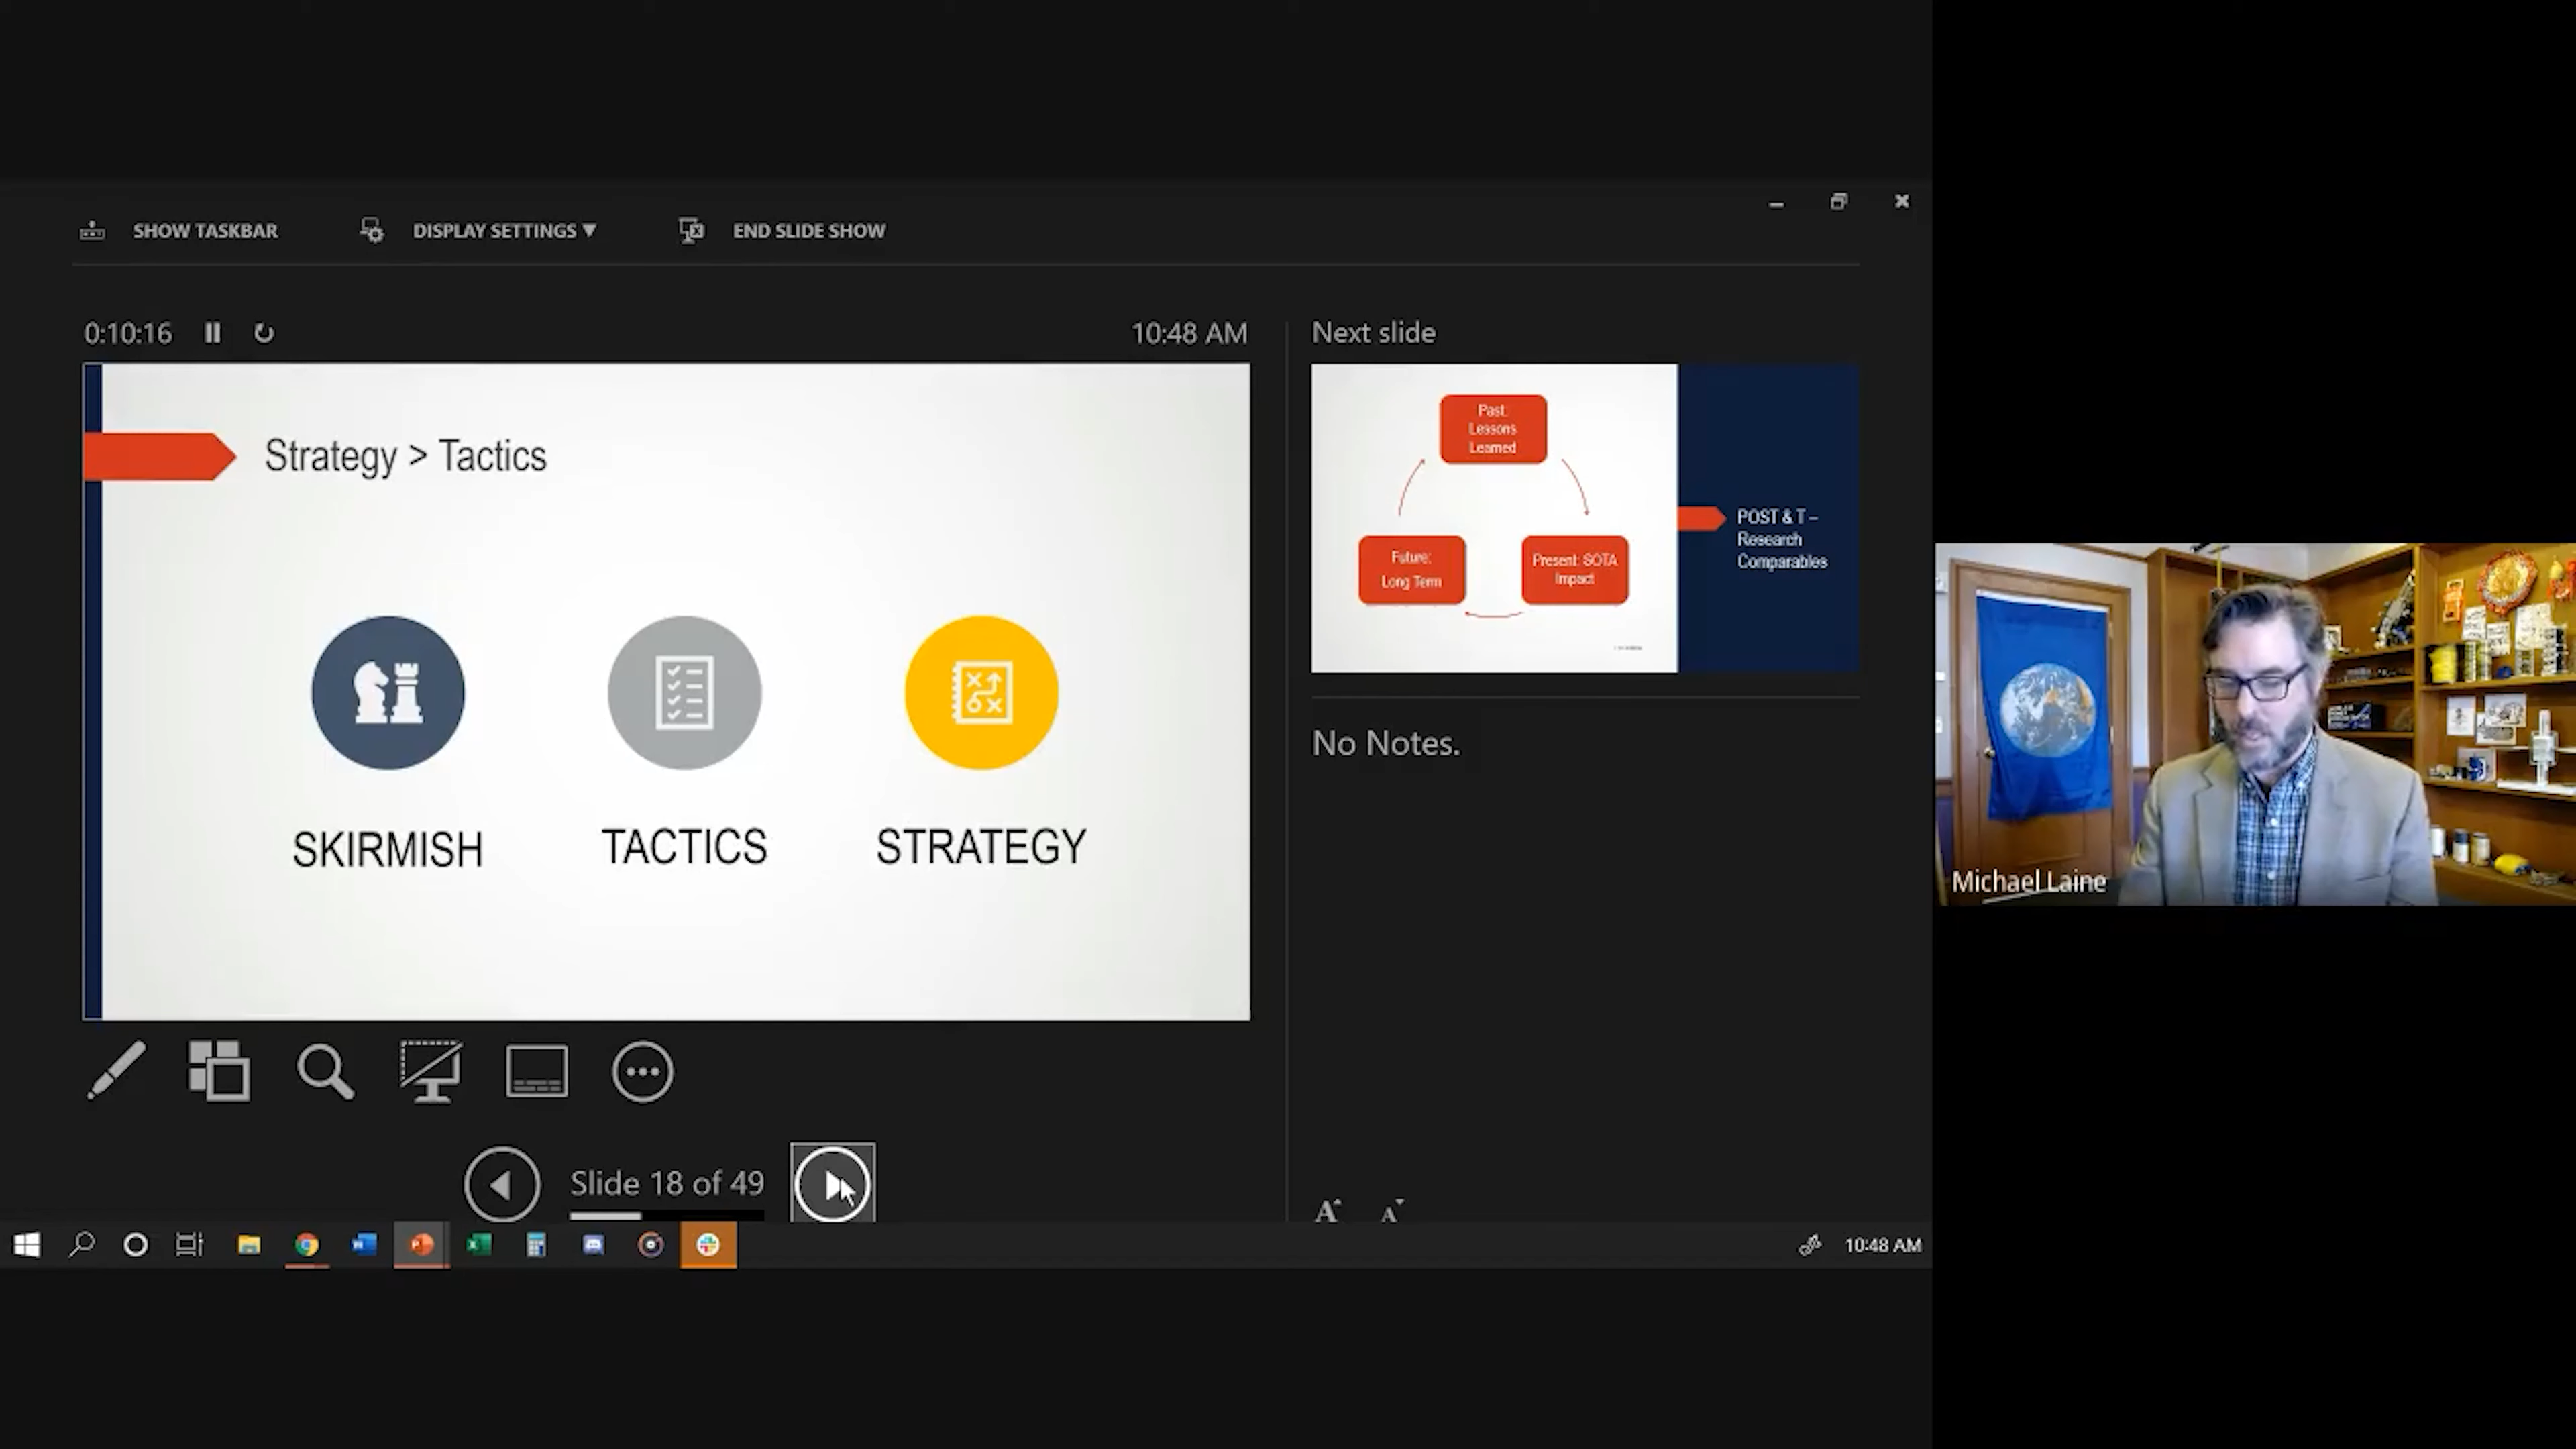 SHOW TASKBAR
DISPLAY SETTINGS ▼
END SLIDE SHOW
0:10:16
10:48 AM
Next slide
Strategy > Tactics
SKIRMISH
TACTICS
STRATEGY
Past:
Lessons
Learned
Future:
Long Term
Present: SOTA
Impact
POST & T –
Research
Comparables
No Notes.
Michael Laine
Slide 18 of 49
A
A
10:48 AM